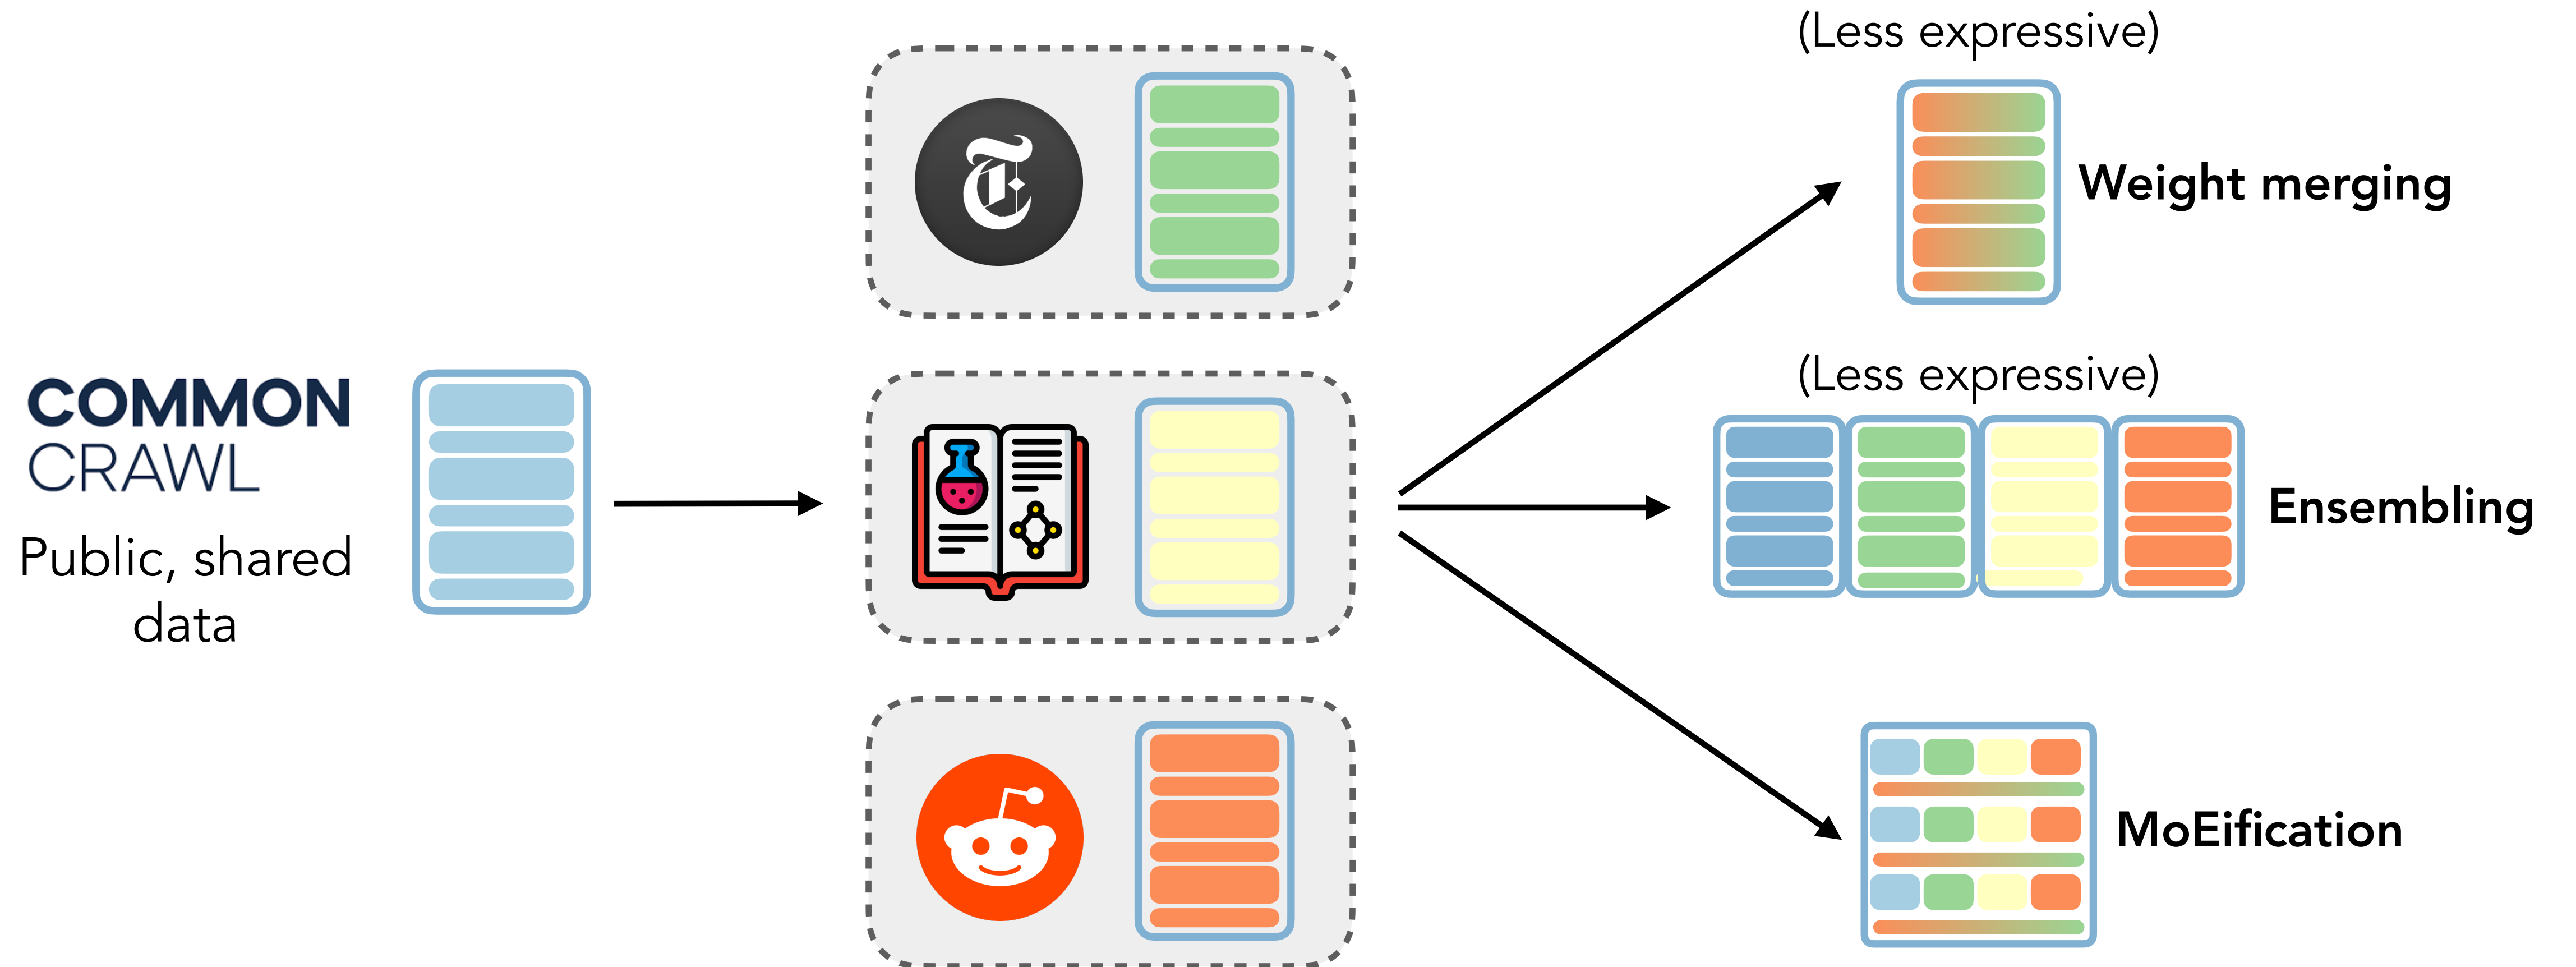 COMMON
CRAWL
Public, shared
data
(Less expressive)
Weight merging
(Less expressive)
Ensembling
MoEification